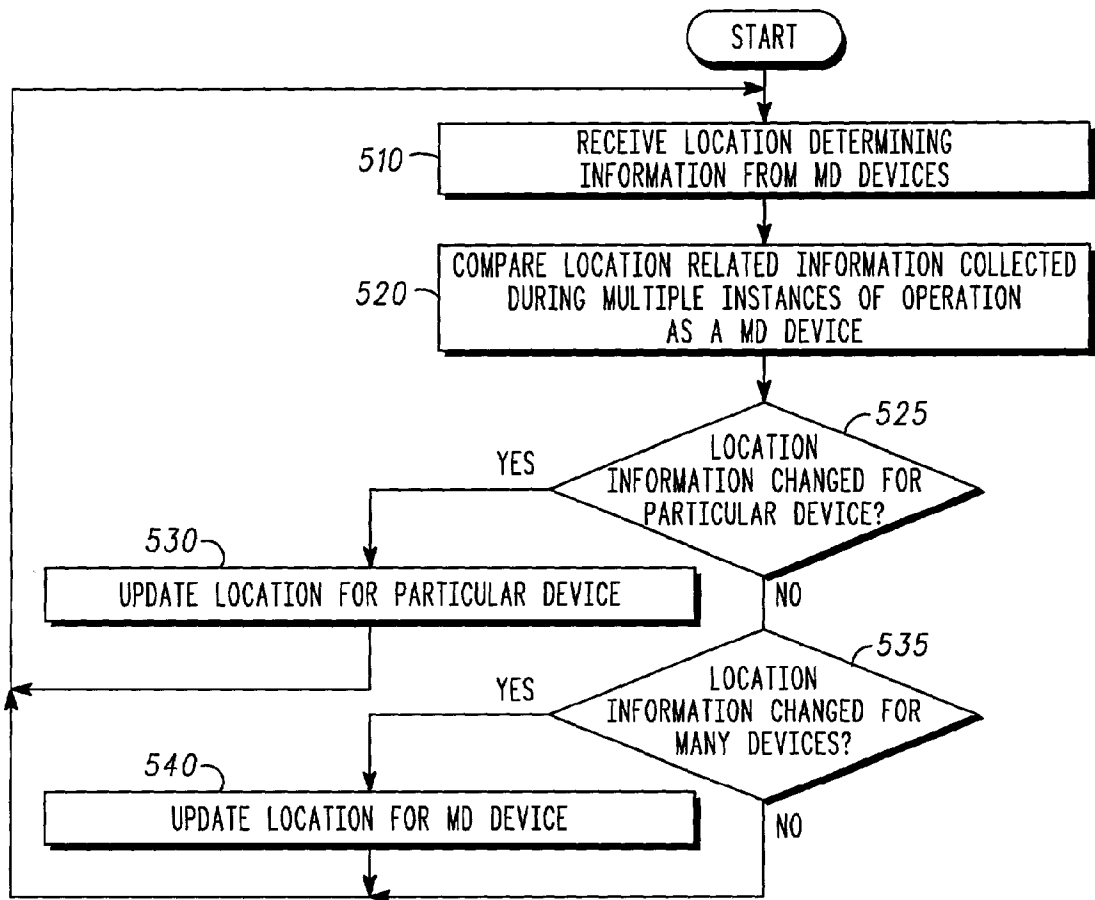 START
510
RECEIVE LOCATION DETERMINING
INFORMATION FROM MD DEVICES
520
COMPARE LOCATION RELATED INFORMATION COLLECTED
DURING MULTIPLE INSTANCES OF OPERATION
AS A MD DEVICE
525
YES
LOCATION
INFORMATION CHANGED FOR
PARTICULAR DEVICE?
530
UPDATE LOCATION FOR PARTICULAR DEVICE
NO
535
YES
LOCATION
INFORMATION CHANGED FOR
MANY DEVICES?
540
UPDATE LOCATION FOR MD DEVICE
NO